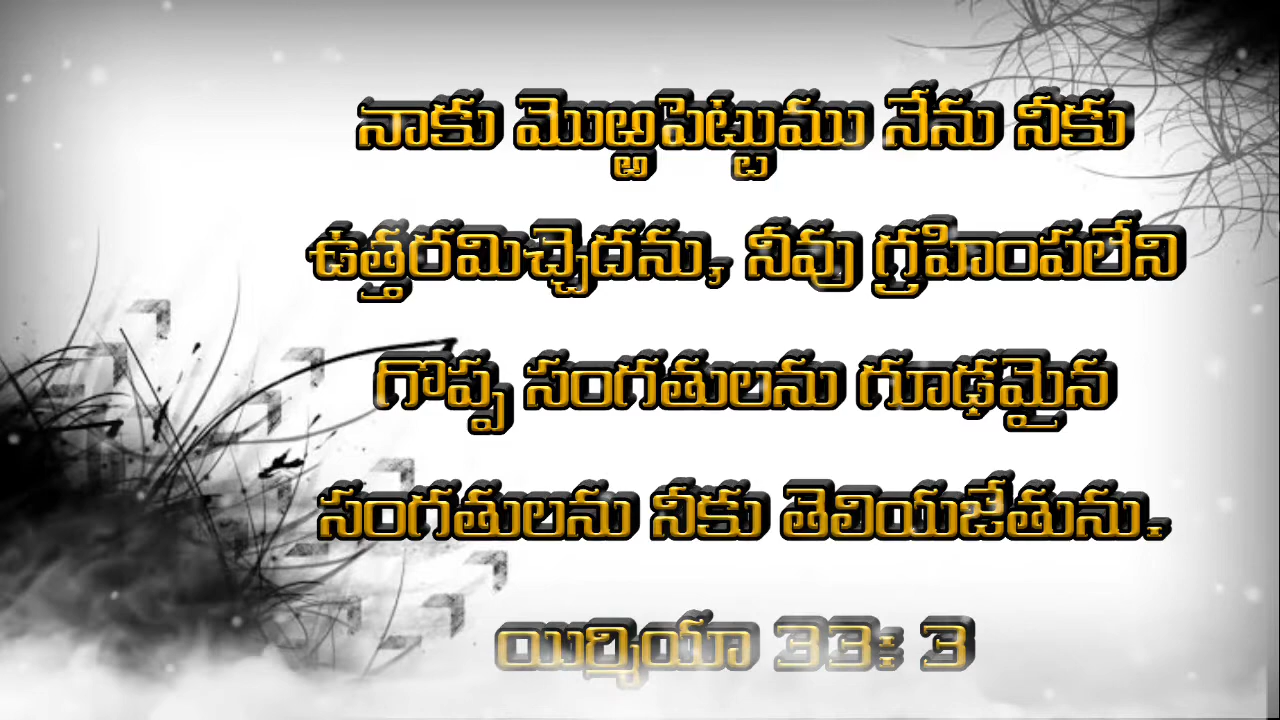 నాకు మొఱ్ఱపెట్టుము నేను నీకు
ఉత్తరమిచ్చెదను, నీవు గ్రహింపలేని
గొప్ప సంగతులను గూఢమైన
సంగతులను నీకు తెలియజేతును.
యిర్మియా 33: 3